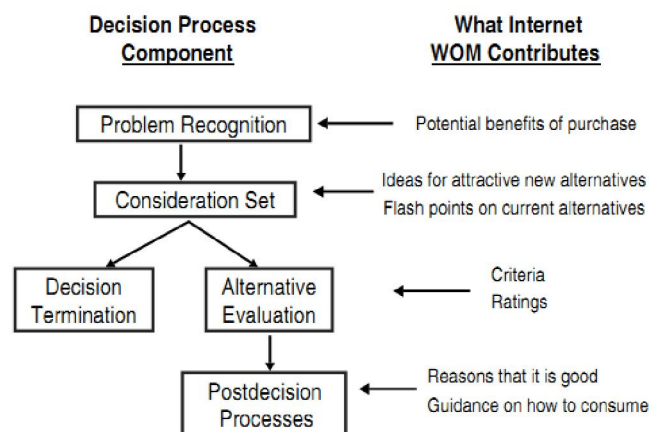 Decision Process
Component
What Internet
WOM Contributes
Problem Recognition
Potential benefits of purchase
Consideration Set
Ideas for attractive new alternatives
Flash points on current alternatives
Decision
Termination
Alternative
Evaluation
Criteria
Ratings
Postdecision
Processes
Reasons that it is good
Guidance on how to consume